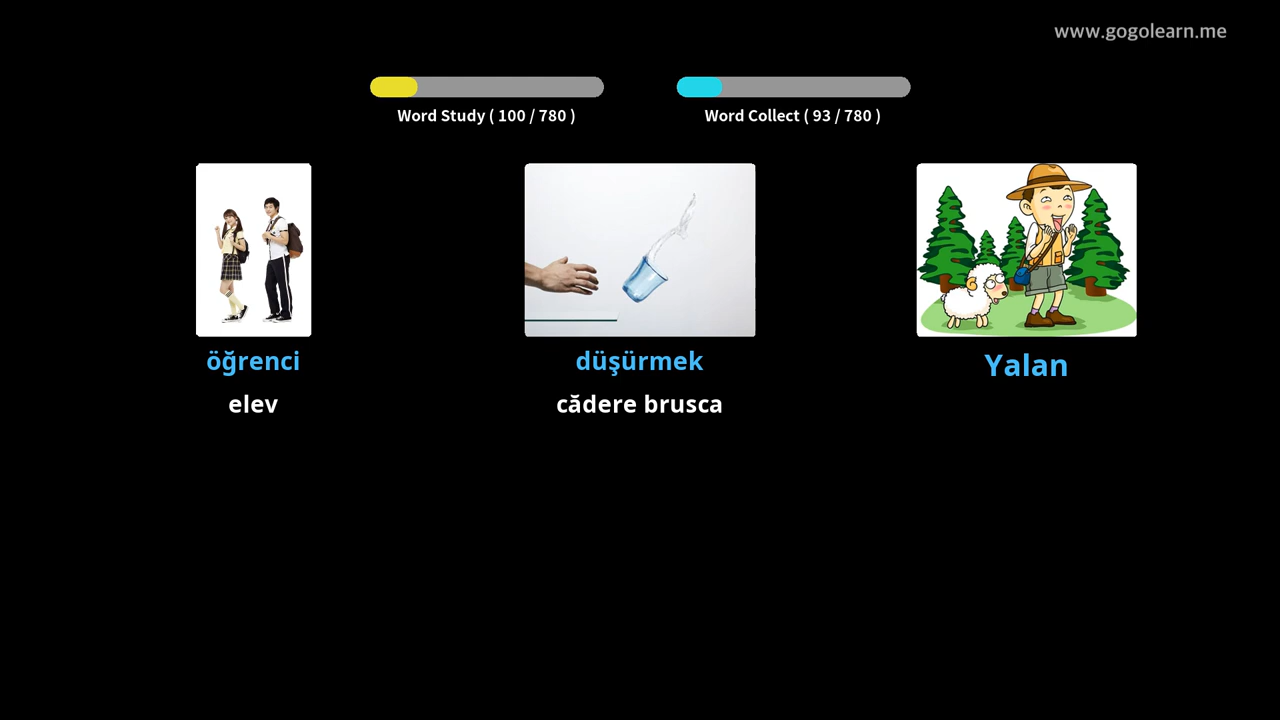 www.gogolearn.me
Word Study ( 100 / 780 )
Word Collect ( 93 / 780 )
öğrenci
düşürmek
Yalan
elev
cădere brusca